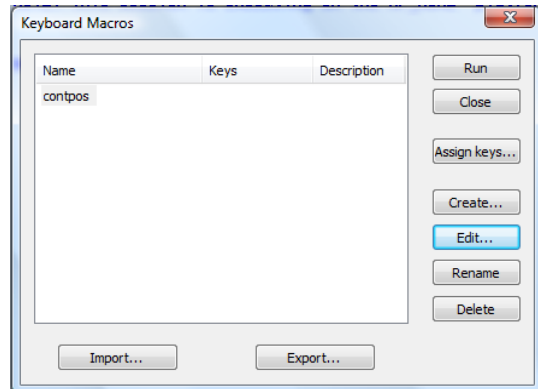 Keyboard Macros
Name Keys Description
contpos
Run
Close
Assign keys...
Create...
Edit...
Rename
Delete
Import... Export...